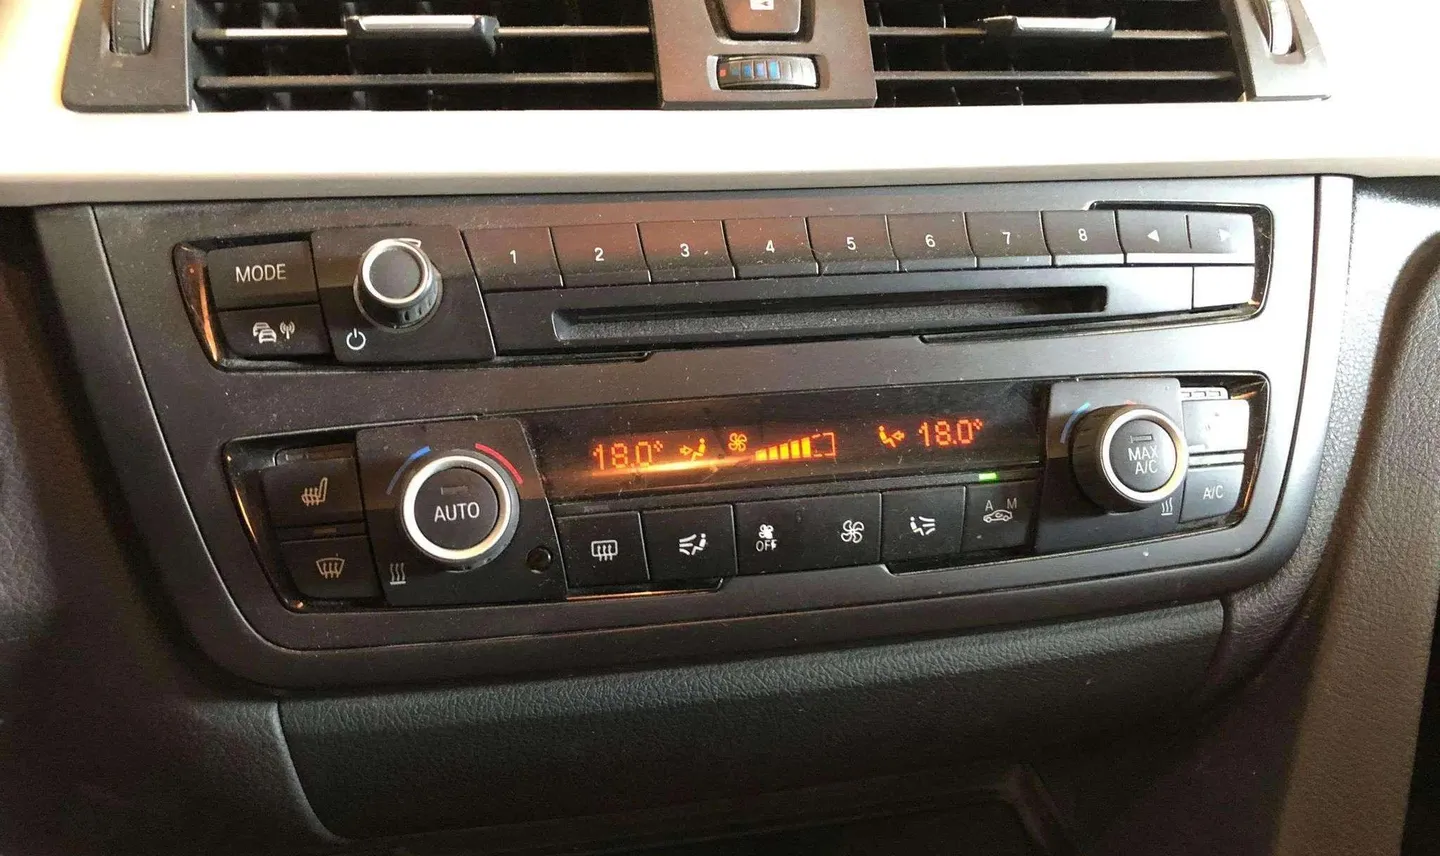 MODE
1 2 3 4 5 6 7 8
18.0° 18.0°
AUTO
MAX
A/C
A/C
OFF
A M